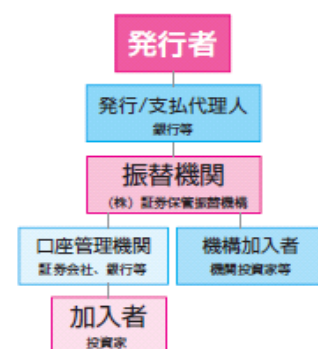 発行者
発行/支払代理人
銀行等
振替機関
（株）証券保管振替機構
口座管理機関
証券会社、銀行等
機構加入者
機関投資家等
加入者
投資家